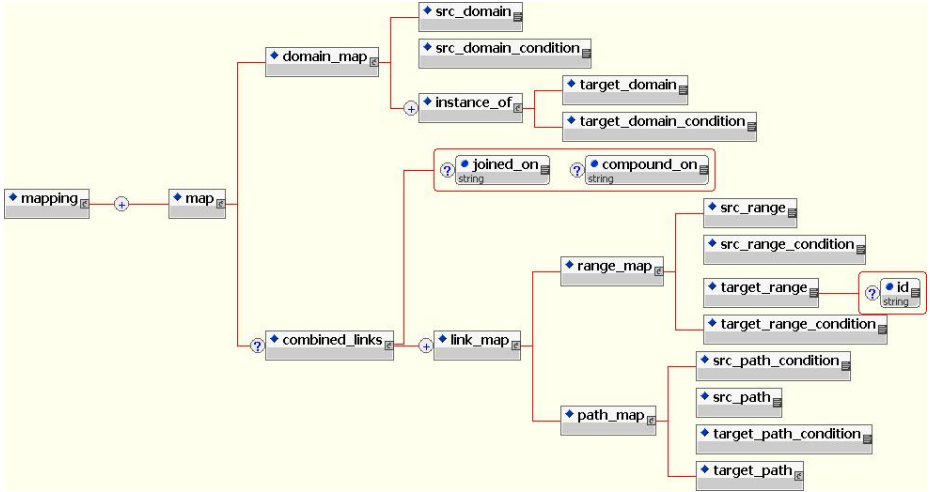 src_domain
src_domain_condition
domain_map
instance_of
target_domain
target_domain_condition
+
? joined_on
string
? compound_on
string
mapping
+
map
src_range
src_range_condition
range_map
target_range
? id
string
target_range_condition
? combined_links
+ link_map
src_path_condition
src_path
path_map
target_path_condition
target_path